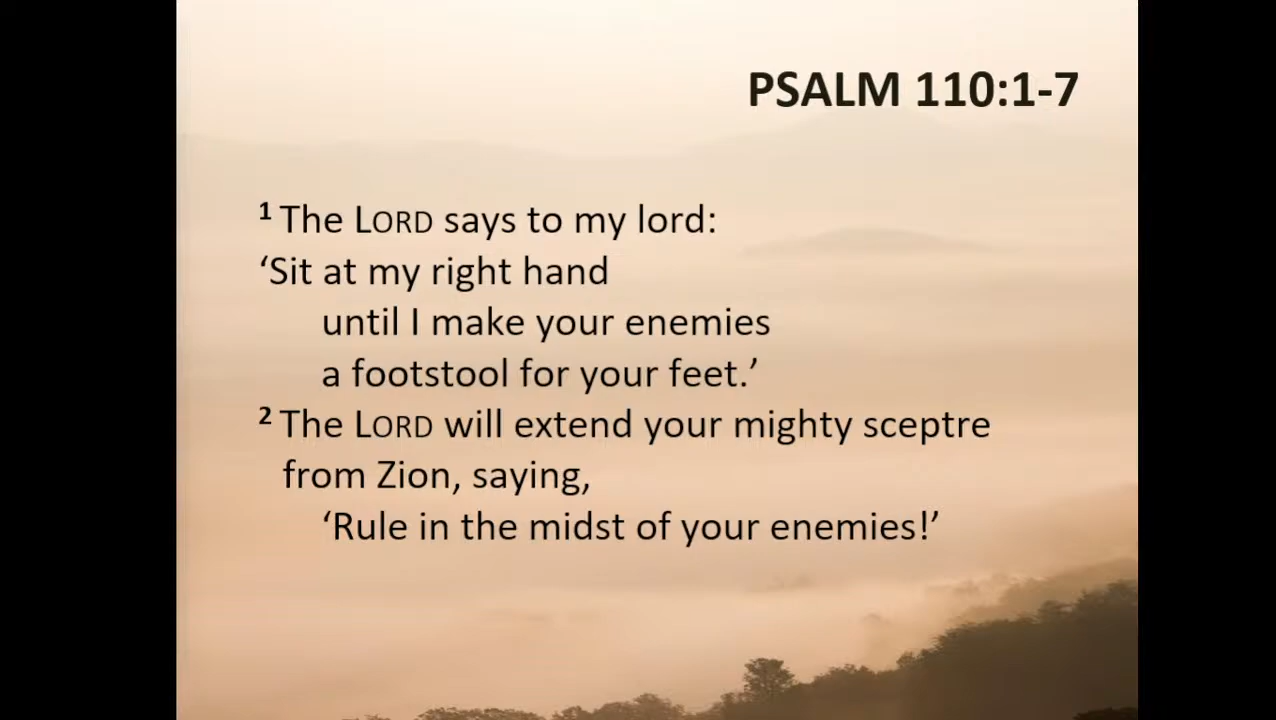 PSALM 110:1-7
¹ The LORD says to my lord:
‘Sit at my right hand
until I make your enemies
a footstool for your feet.’
² The LORD will extend your mighty sceptre
from Zion, saying,
‘Rule in the midst of your enemies!’